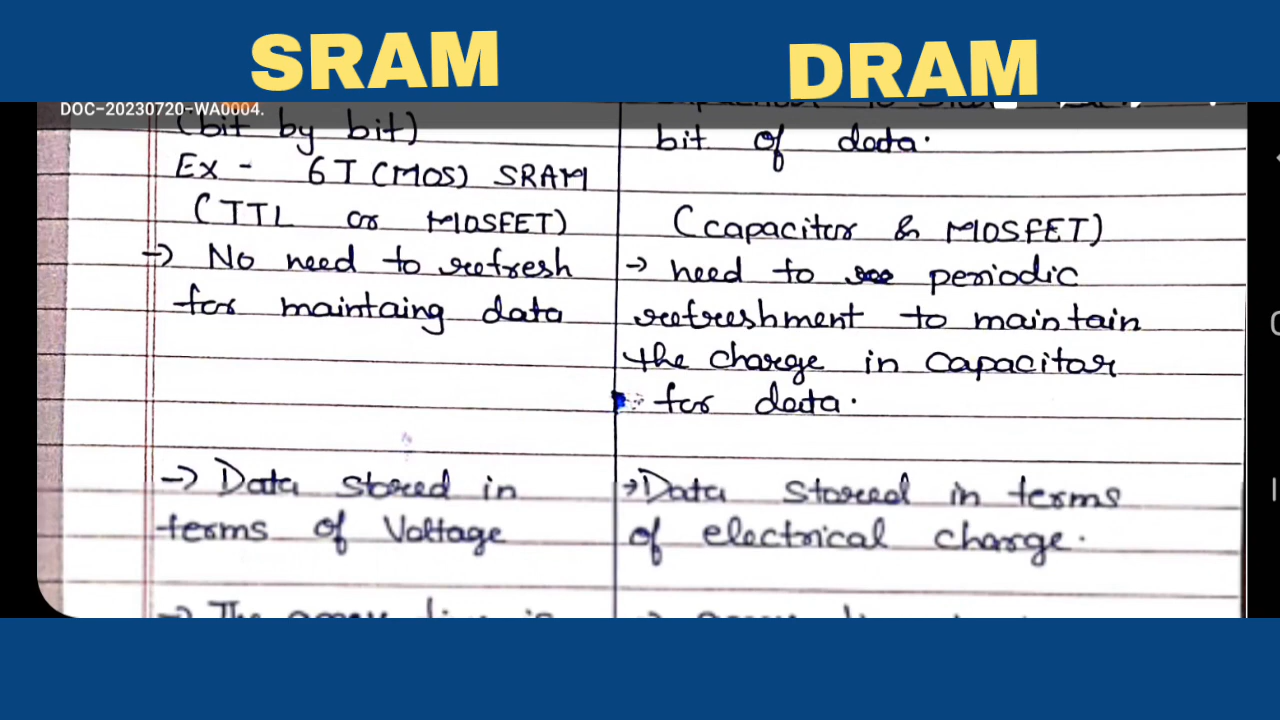 SRAM
DRAM
DOC-20230720-WA0004.
(bit by bit)
Ex - 6T (MOS) SRAM
(TTL or MOSFET)
→ No need to refresh
for maintaing data
→ Data stored in
terms of Voltage
→ The
bit of data.
(capacitor & MOSFET)
→ need to periodic
refreshment to maintain
the charge in capacitor
for data.
→ Data stored in terms
of electrical charge.